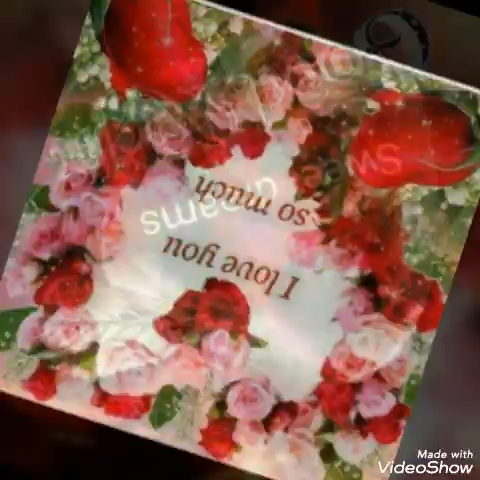 I love you
so much
Sweet
dreams
Made with
VideoShow